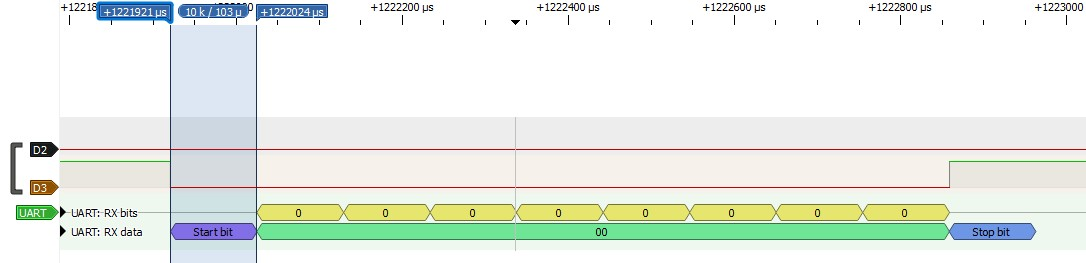 +12218
+1221921 µs
10 k / 103 µ
+1222024 µs
+1222200 µs
+1222400 µs
+1222600 µs
+1222800 µs
+1223000
D2
D3
UART UART: RX bits 0 0 0 0 0 0 0 0
UART: RX data Start bit 00 Stop bit